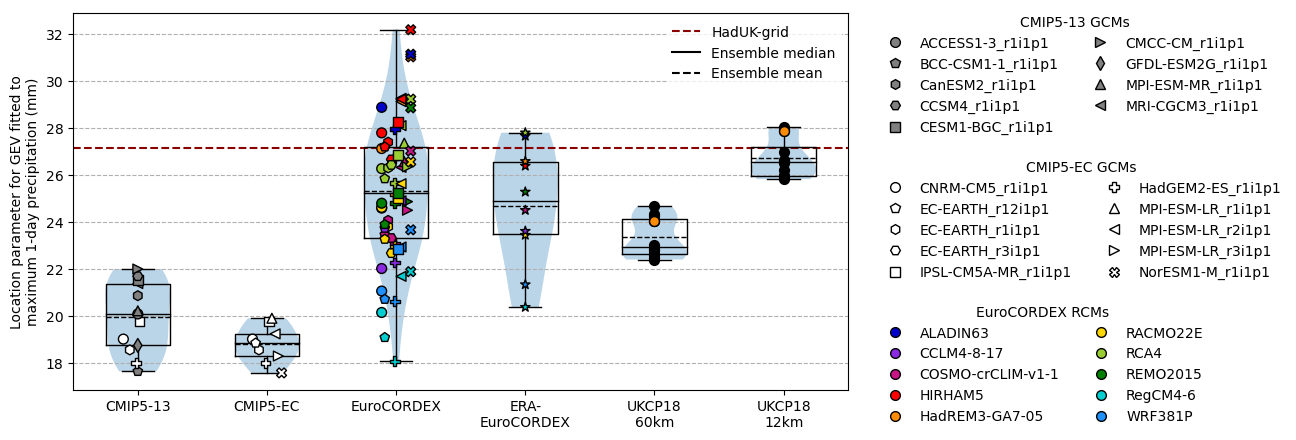 Location parameter for GEV fitted to
maximum 1-day precipitation (mm)
32
30
28
26
24
22
20
18
HadUK-grid
Ensemble median
Ensemble mean
CMIP5-13
CMIP5-EC
EuroCORDEX
ERA-
EuroCORDEX
UKCP18
60km
UKCP18
12km
CMIP5-13 GCMs
ACCESS1-3_r1i1p1
BCC-CSM1-1_r1i1p1
CanESM2_r1i1p1
CCSM4_r1i1p1
CESM1-BGC_r1i1p1
CMCC-CM_r1i1p1
GFDL-ESM2G_r1i1p1
MPI-ESM-MR_r1i1p1
MRI-CGCM3_r1i1p1
CMIP5-EC GCMs
CNRM-CM5_r1i1p1
EC-EARTH_r12i1p1
EC-EARTH_r1i1p1
EC-EARTH_r3i1p1
IPSL-CM5A-MR_r1i1p1
HadGEM2-ES_r1i1p1
MPI-ESM-LR_r1i1p1
MPI-ESM-LR_r2i1p1
MPI-ESM-LR_r3i1p1
NorESM1-M_r1i1p1
EuroCORDEX RCMs
ALADIN63
CCLM4-8-17
COSMO-crCLIM-v1-1
HIRHAM5
HadREM3-GA7-05
RACMO22E
RCA4
REMO2015
RegCM4-6
WRF381P